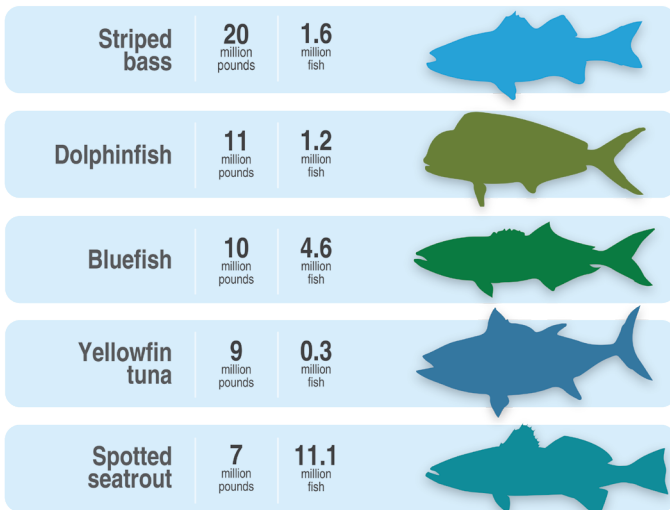 Striped
bass
20
million
pounds
1.6
million
fish
Dolphinfish
11
million
pounds
1.2
million
fish
Bluefish
10
million
pounds
4.6
million
fish
Yellowfin
tuna
9
million
pounds
0.3
million
fish
Spotted
seatrout
7
million
pounds
11.1
million
fish